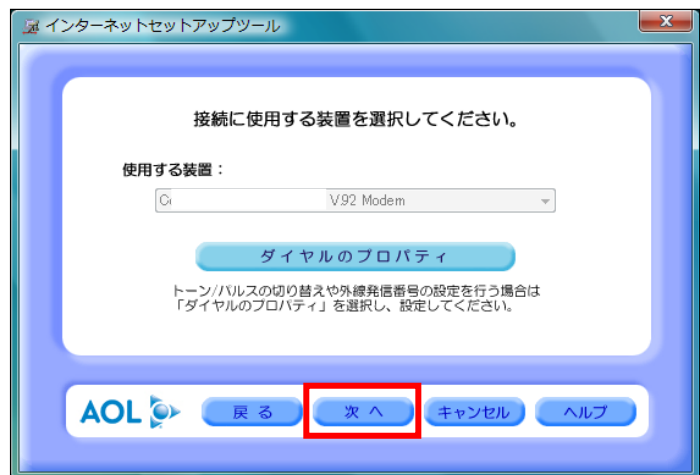 インターネットセットアップツール
接続に使用する装置を選択してください。
使用する装置：
V.92 Modem
ダイヤルのプロパティ
トーン/パルスの切り替えや外線発信番号の設定を行う場合は
「ダイヤルのプロパティ」を選択し、設定してください。
AOL 戻る 次へ キャンセル ヘルプ